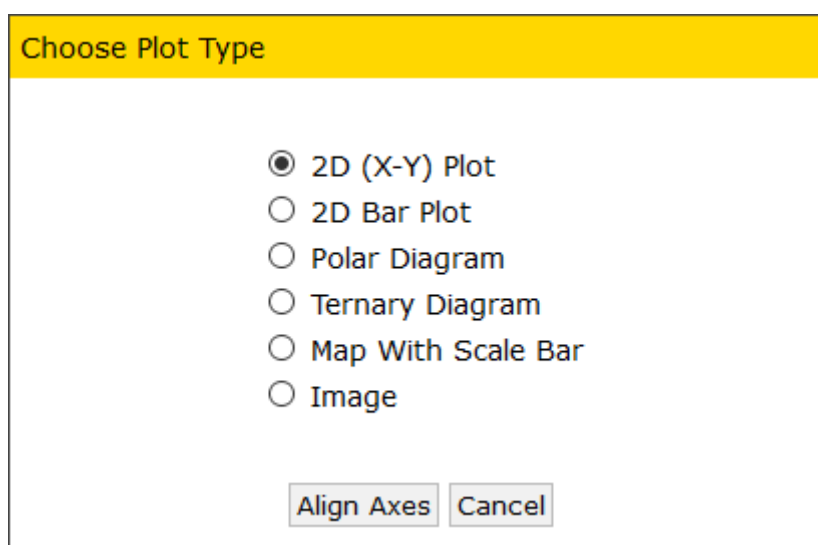 Choose Plot Type
2D (X-Y) Plot
2D Bar Plot
Polar Diagram
Ternary Diagram
Map With Scale Bar
Image
Align Axes Cancel